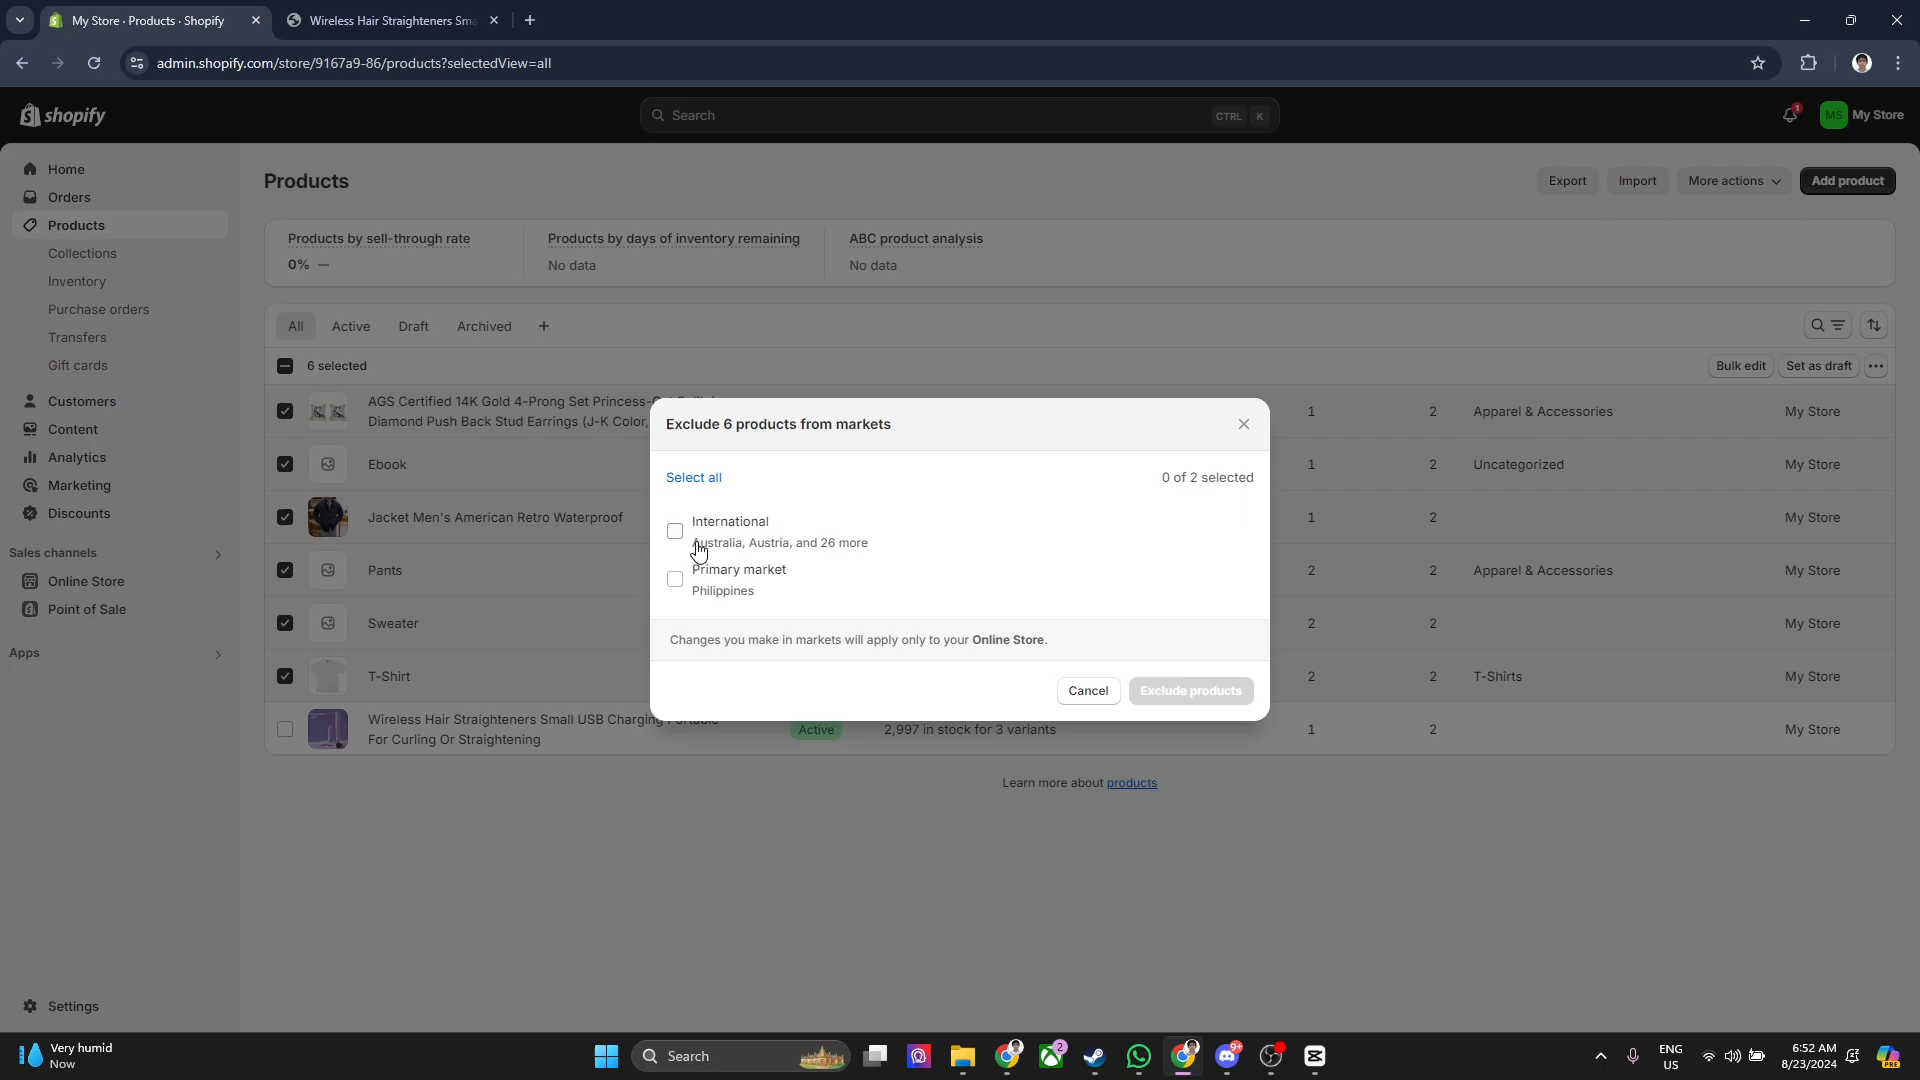 My Store · Products · Shopify
Wireless Hair Straighteners Sma
admin.shopify.com/store/9167a9-86/products?selectedView=all
shopify
Search
CTRL K
1
MS
My Store
Home
Orders
Products
Collections
Inventory
Purchase orders
Transfers
Gift cards
Customers
Content
Analytics
Marketing
Discounts
Sales channels
Online Store
Point of Sale
Apps
Settings
Products
Export
Import
More actions
Add product
Products by sell-through rate
0% —
Products by days of inventory remaining
No data
ABC product analysis
No data
All
Active
Draft
Archived
6 selected
Bulk edit
Set as draft
AGS Certified 14K Gold 4-Prong Set Princess-
Diamond Push Back Stud Earrings (J-K Color,
1 2 Apparel & Accessories My Store
Ebook 1 2 Uncategorized My Store
Jacket Men's American Retro Waterproof 1 2 My Store
Pants 2 2 Apparel & Accessories My Store
Sweater 2 2 My Store
T-Shirt 2 2 T-Shirts My Store
Wireless Hair Straighteners Small USB Charging
For Curling Or Straightening
Active 2,997 in stock for 3 variants 1 2 My Store
Learn more about products
Exclude 6 products from markets
Select all
0 of 2 selected
International
Australia, Austria, and 26 more
Primary market
Philippines
Changes you make in markets will apply only to your Online Store.
Cancel
Exclude products
Very humid
Now
Search
2
9+
ENG
US
6:52 AM
8/23/2024
PRE